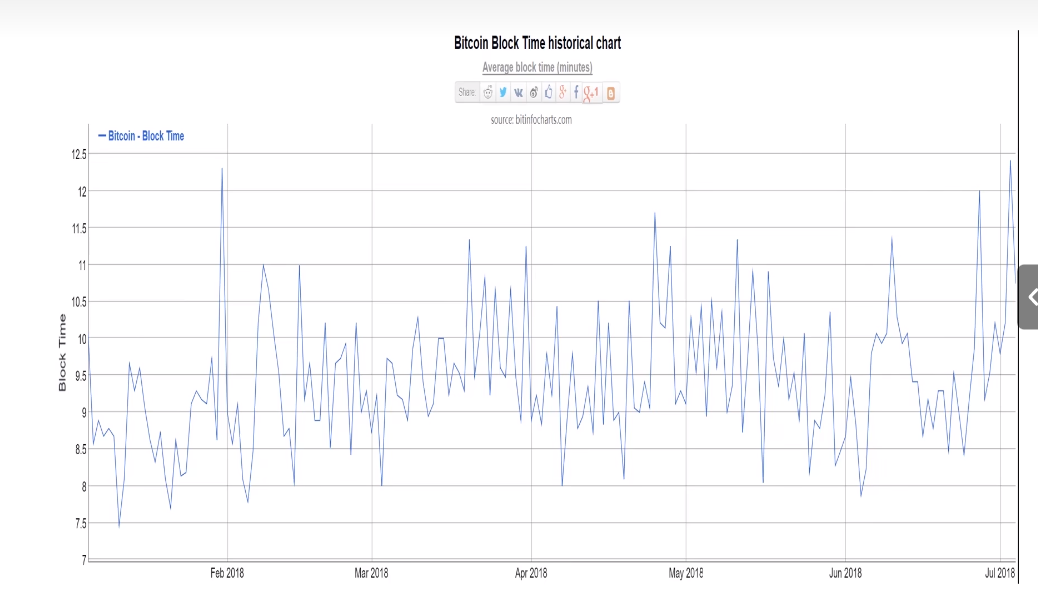 Bitcoin Block Time historical chart
Average block time (minutes)
Share:
source: bitinfocharts.com
Bitcoin - Block Time
Block Time
12.5
12
11.5
11
10.5
10
9.5
9
8.5
8
7.5
7
Feb 2018 Mar 2018 Apr 2018 May 2018 Jun 2018 Jul 2018